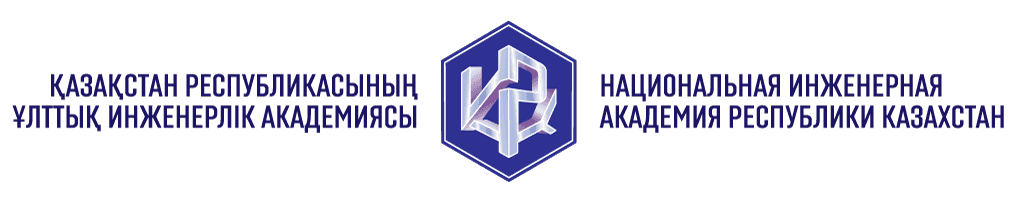 ҚАЗАҚСТАН РЕСПУБЛИКАСЫНЫҢ
ҰЛТТЫҚ ИНЖЕНЕРЛІК АКАДЕМИЯСЫ
НАЦИОНАЛЬНАЯ ИНЖЕНЕРНАЯ
АКАДЕМИЯ РЕСПУБЛИКИ КАЗАХСТАН